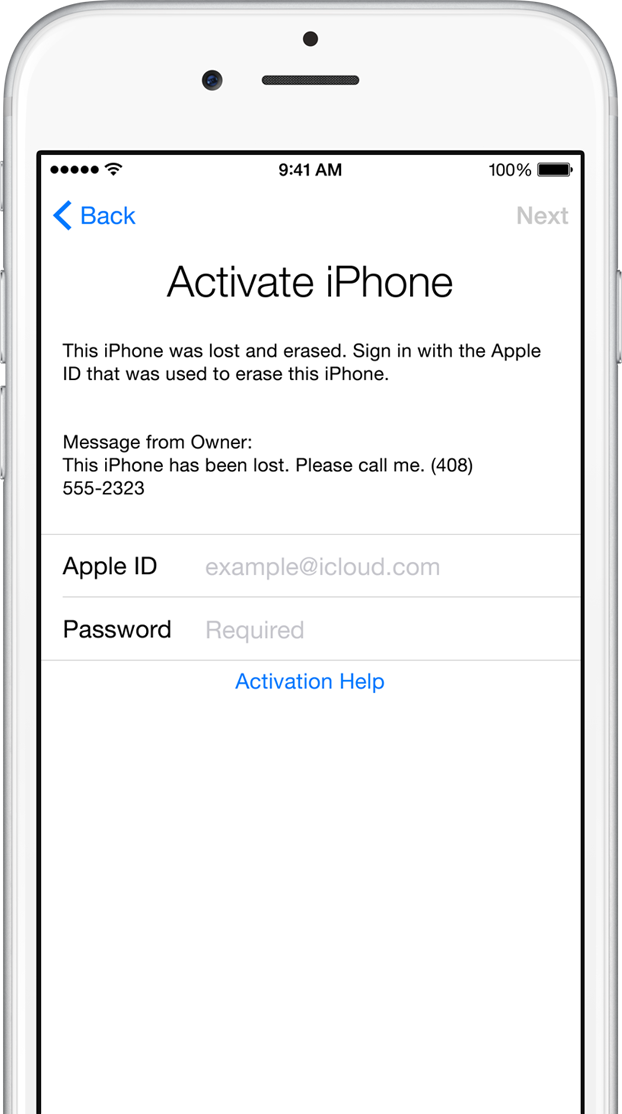 9:41 AM 100%
Back Next
Activate iPhone
This iPhone was lost and erased. Sign in with the Apple
ID that was used to erase this iPhone.
Message from Owner:
This iPhone has been lost. Please call me. (408)
555-2323
Apple ID example@icloud.com
Password Required
Activation Help